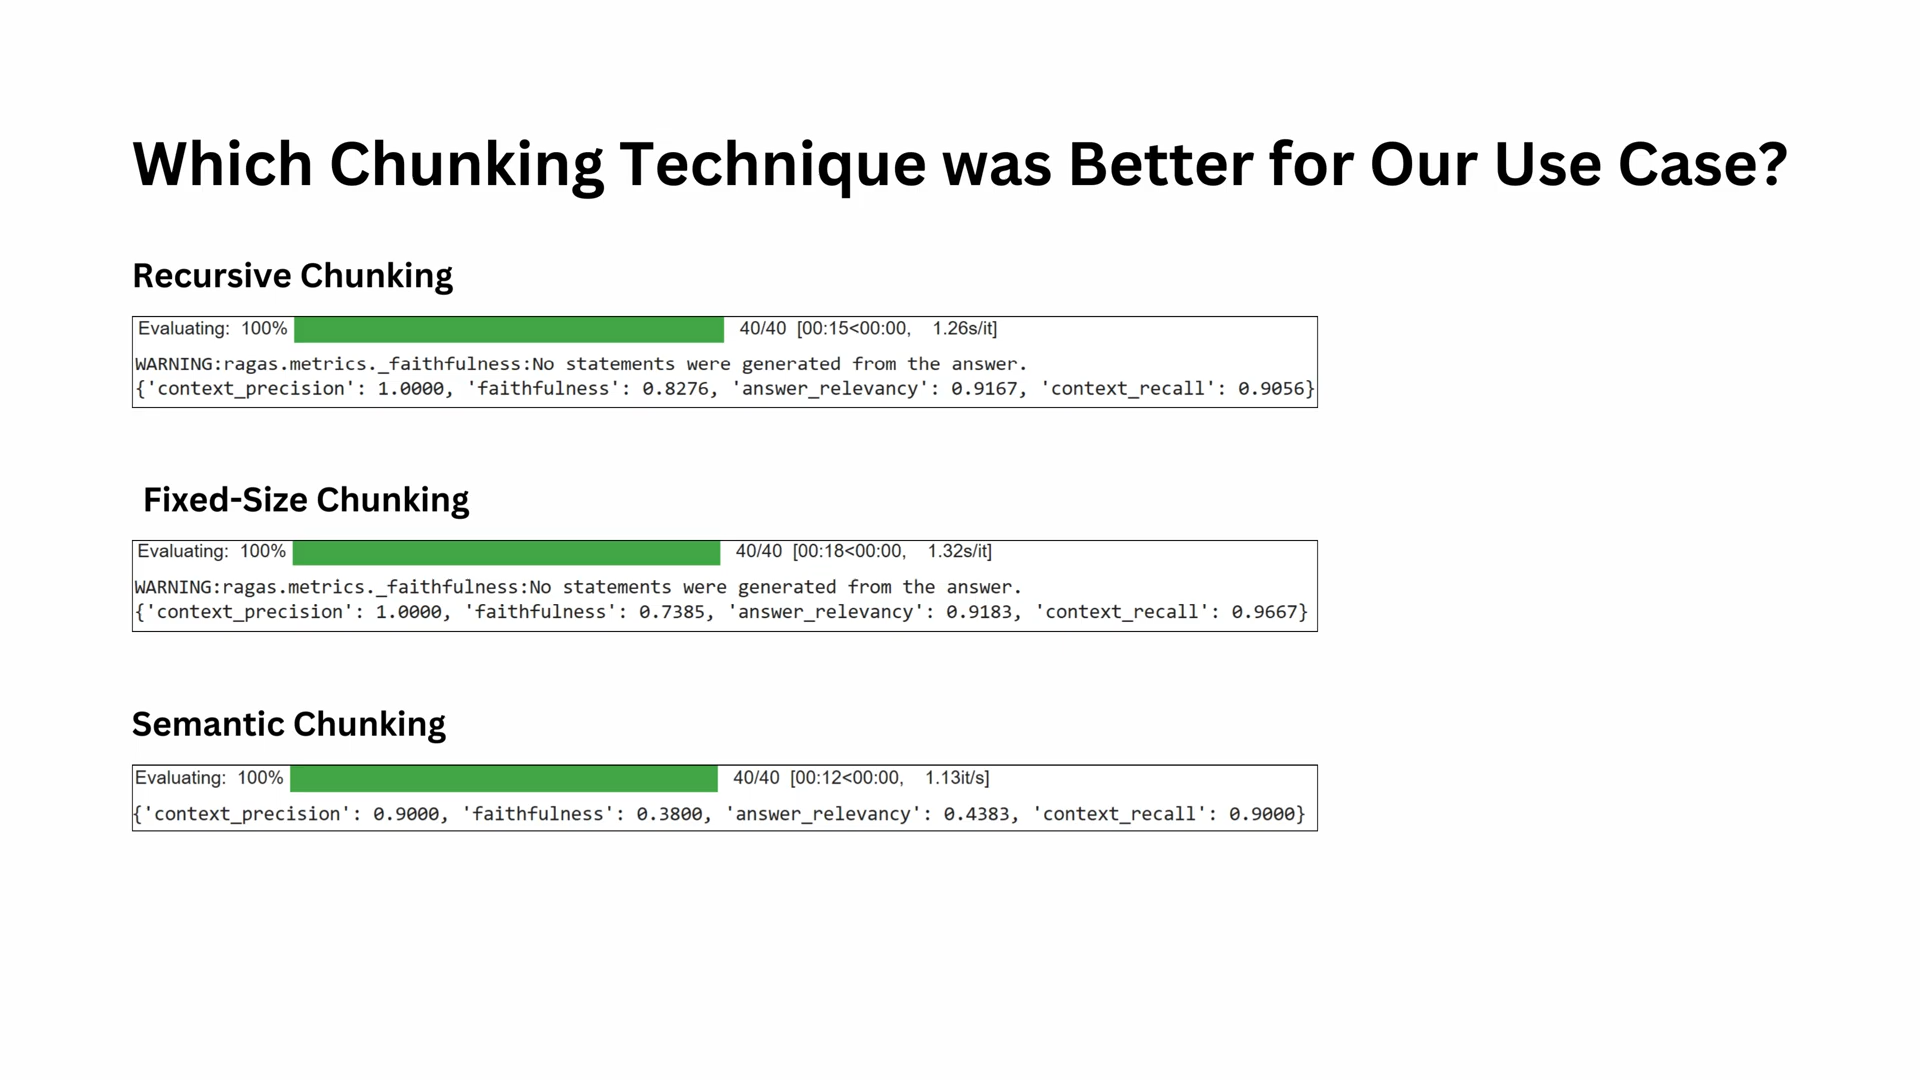 Which Chunking Technique was Better for Our Use Case?
Recursive Chunking
Evaluating: 100% 40/40 [00:15<00:00, 1.26s/it]
WARNING:ragas.metrics._faithfulness:No statements were generated from the answer.
{'context_precision': 1.0000, 'faithfulness': 0.8276, 'answer_relevancy': 0.9167, 'context_recall': 0.9056}
Fixed-Size Chunking
Evaluating: 100% 40/40 [00:18<00:00, 1.32s/it]
WARNING:ragas.metrics._faithfulness:No statements were generated from the answer.
{'context_precision': 1.0000, 'faithfulness': 0.7385, 'answer_relevancy': 0.9183, 'context_recall': 0.9667}
Semantic Chunking
Evaluating: 100% 40/40 [00:12<00:00, 1.13it/s]
{'context_precision': 0.9000, 'faithfulness': 0.3800, 'answer_relevancy': 0.4383, 'context_recall': 0.9000}